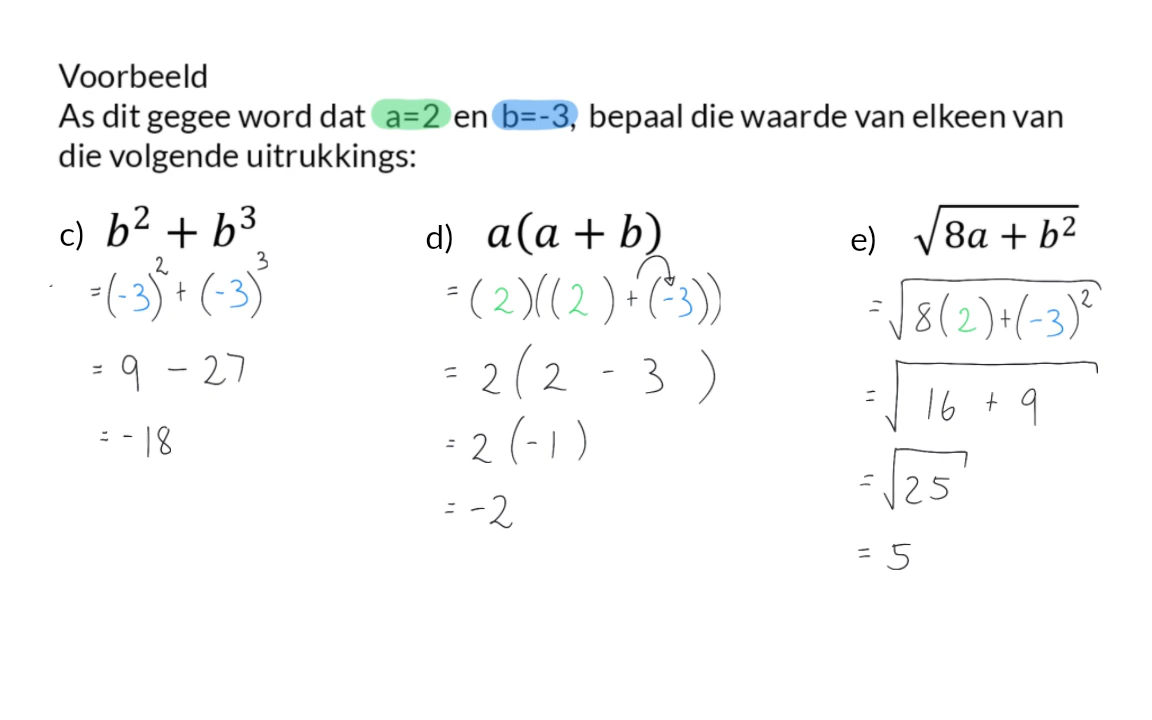 Voorbeeld
As dit gegee word dat a=2 en b=-3, bepaal die waarde van elkeen van
die volgende uitrukkings:
c) b² + b³
=(-3)² + (-3)³
= 9 - 27
= -18
d) a(a + b)
= (2)((2) + (-3))
= 2(2 - 3)
= 2(-1)
= -2
e) √(8a + b²)
= √(8(2)+(-3)²)
= √(16 + 9)
= √25
= 5